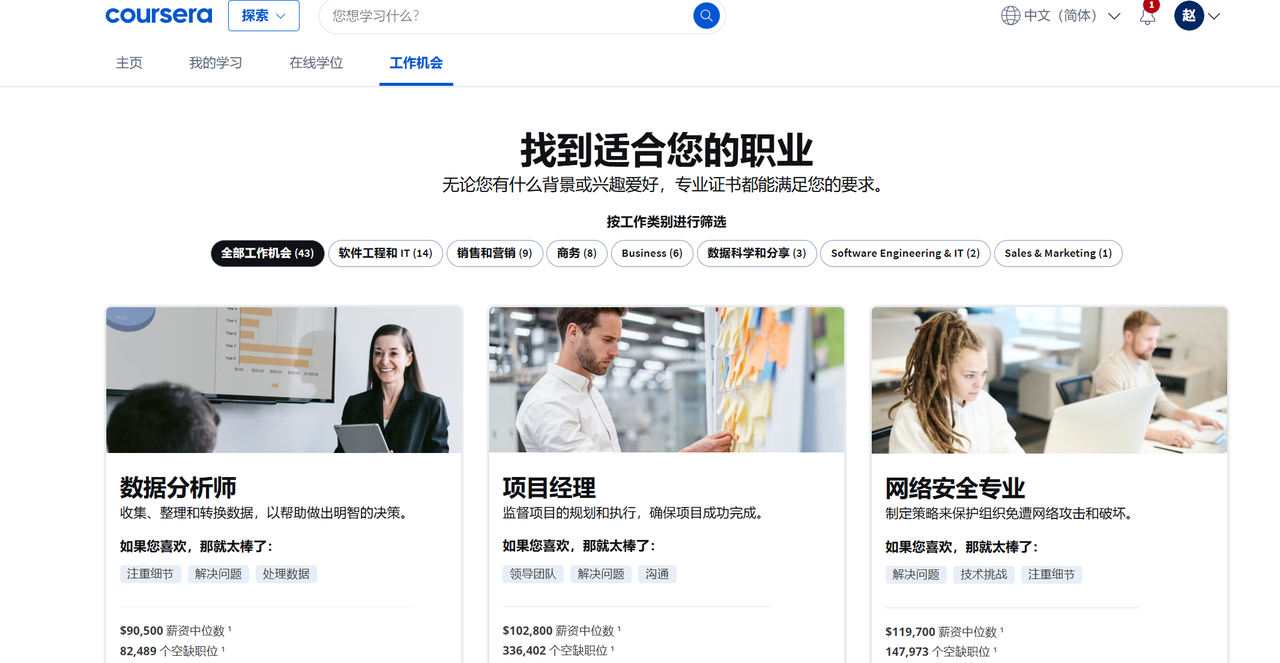 coursera
探索
您想学习什么?
中文（简体）
1
赵
主页
我的学习
在线学位
工作机会
找到适合您的职业
无论您有什么背景或兴趣爱好，专业证书都能满足您的要求。
按工作类别进行筛选
全部工作机会 (43)
软件工程和 IT (14)
销售和营销 (9)
商务 (8)
Business (6)
数据科学和分享 (3)
Software Engineering & IT (2)
Sales & Marketing (1)
数据分析师
收集、整理和转换数据，以帮助做出明智的决策。
如果您喜欢，那就太棒了：
注重细节
解决问题
处理数据
$90,500 薪资中位数 ¹
82,489 个空缺职位 ¹
项目经理
监督项目的规划和执行，确保项目成功完成。
如果您喜欢，那就太棒了：
领导团队
解决问题
沟通
$102,800 薪资中位数 ¹
336,402 个空缺职位 ¹
网络安全专业
制定策略来保护组织免遭网络攻击和破坏。
如果您喜欢，那就太棒了：
解决问题
技术挑战
注重细节
$119,700 薪资中位数 ¹
147,973 个空缺职位 ¹